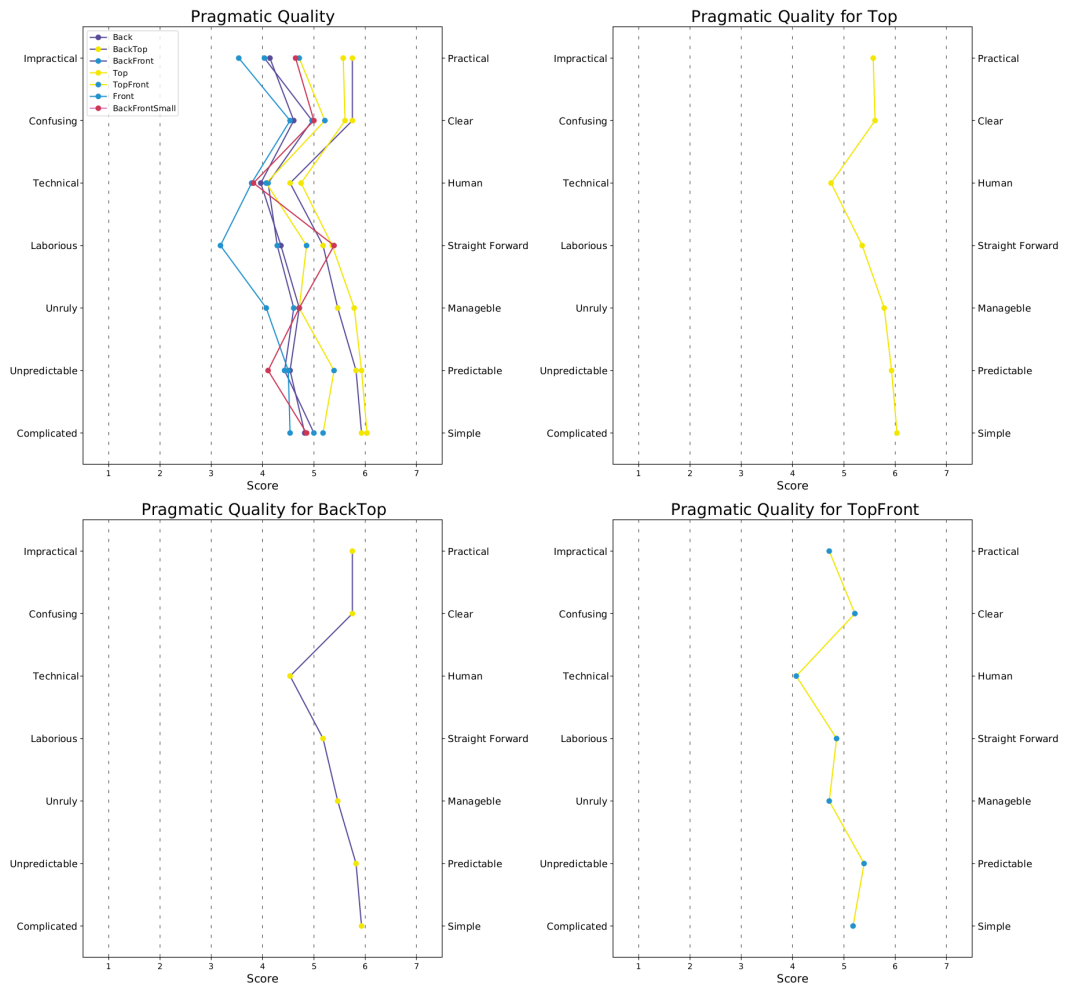 Pragmatic Quality
Back
BackTop
BackFront
Top
TopFront
Front
BackFrontSmall
Impractical Practical
Confusing Clear
Technical Human
Laborious Straight Forward
Unruly Manageble
Unpredictable Predictable
Complicated Simple
1 2 3 4 5 6 7
Score
Pragmatic Quality for Top
Impractical Practical
Confusing Clear
Technical Human
Laborious Straight Forward
Unruly Manageble
Unpredictable Predictable
Complicated Simple
1 2 3 4 5 6 7
Score
Pragmatic Quality for BackTop
Impractical Practical
Confusing Clear
Technical Human
Laborious Straight Forward
Unruly Manageble
Unpredictable Predictable
Complicated Simple
1 2 3 4 5 6 7
Score
Pragmatic Quality for TopFront
Impractical Practical
Confusing Clear
Technical Human
Laborious Straight Forward
Unruly Manageble
Unpredictable Predictable
Complicated Simple
1 2 3 4 5 6 7
Score